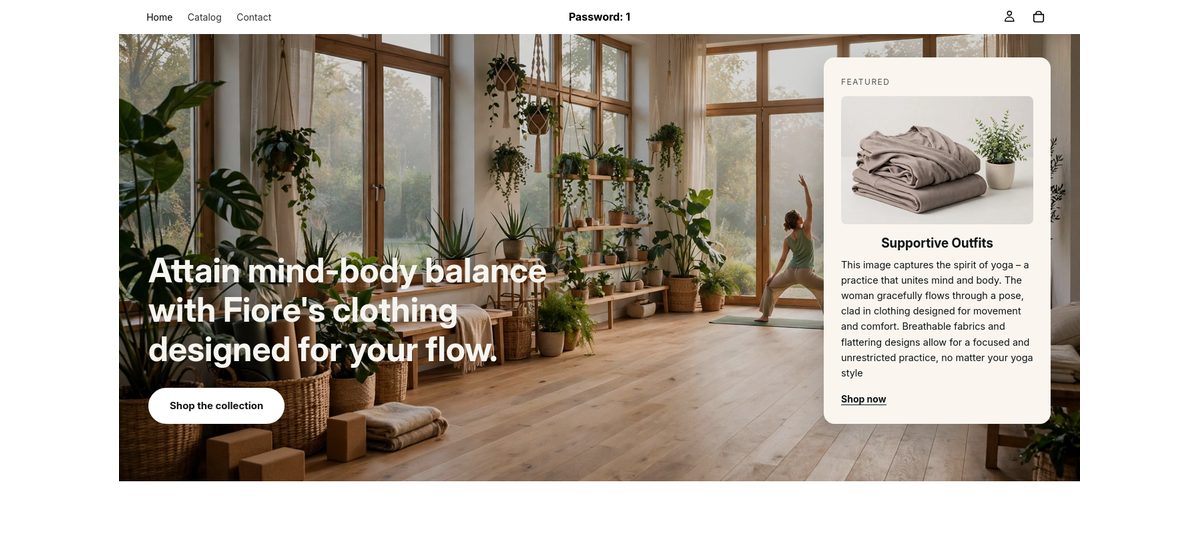 Home Catalog Contact
Password: 1
Attain mind-body balance
with Fiore's clothing
designed for your flow.
Shop the collection
FEATURED
Supportive Outfits
This image captures the spirit of yoga – a
practice that unites mind and body. The
woman gracefully flows through a pose,
clad in clothing designed for movement
and comfort. Breathable fabrics and
flattering designs allow for a focused and
unrestricted practice, no matter your yoga
style
Shop now